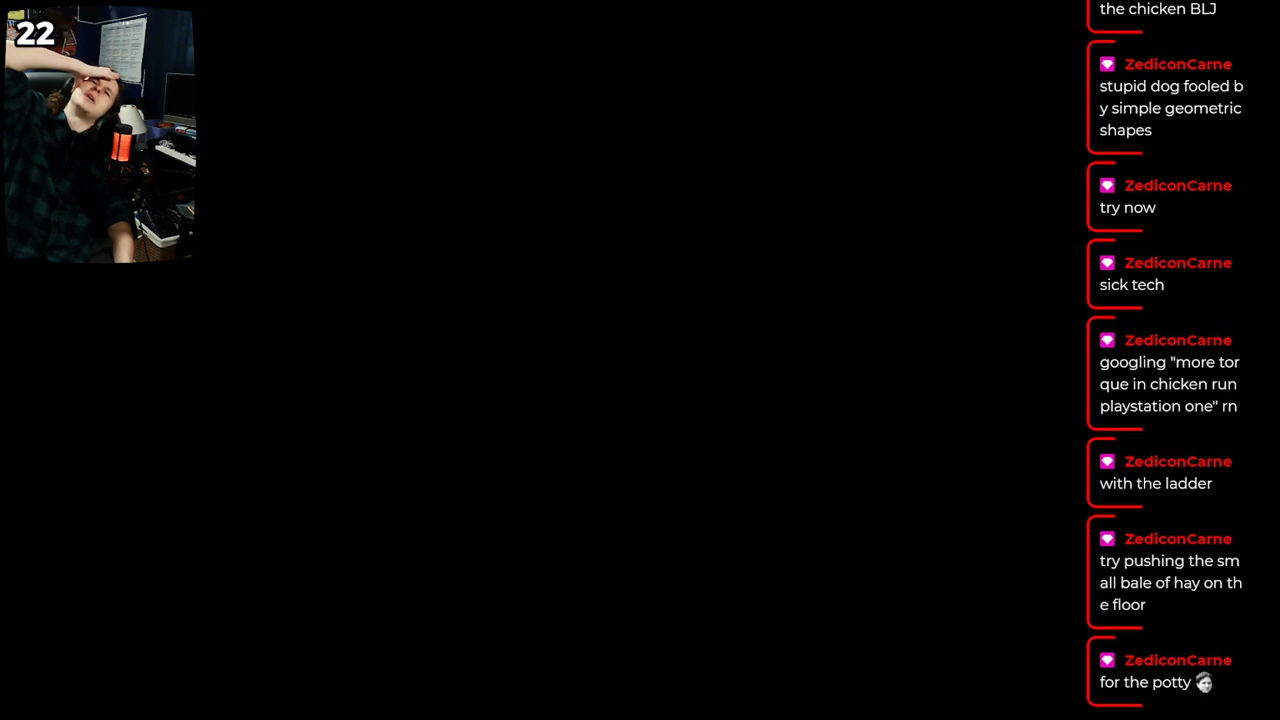 22
the chicken BLJ
ZediconCarne
stupid dog fooled b
y simple geometric
shapes
ZediconCarne
try now
ZediconCarne
sick tech
ZediconCarne
googling "more tor
que in chicken run
playstation one" rn
ZediconCarne
with the ladder
ZediconCarne
try pushing the sm
all bale of hay on th
e floor
ZediconCarne
for the potty